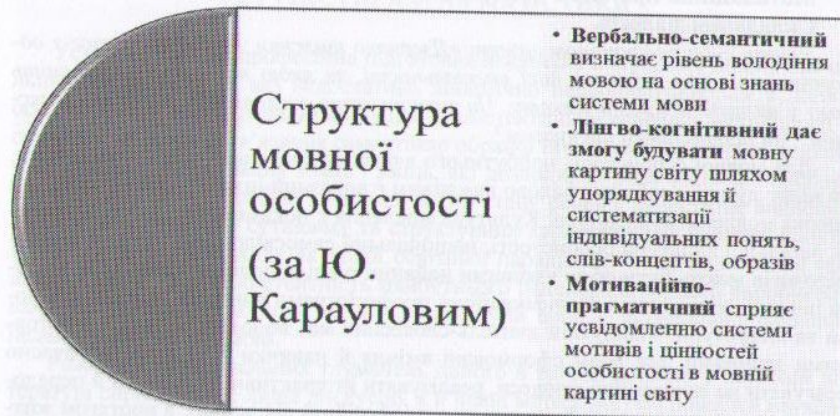 Структура
мовної
особистості
(за Ю.
Карауловим)
• Вербально-семантичний
визначає рівень володіння
мовою на основі знань
системи мови
• Лінгво-когнітивний дає
змогу будувати мовну
картину світу шляхом
упорядкування й
систематизації
індивідуальних понять,
слів-концептів, образів
• Мотиваційно-
прагматичний сприяє
усвідомленню системи
мотивів і цінностей
особистості в мовній
картині світу